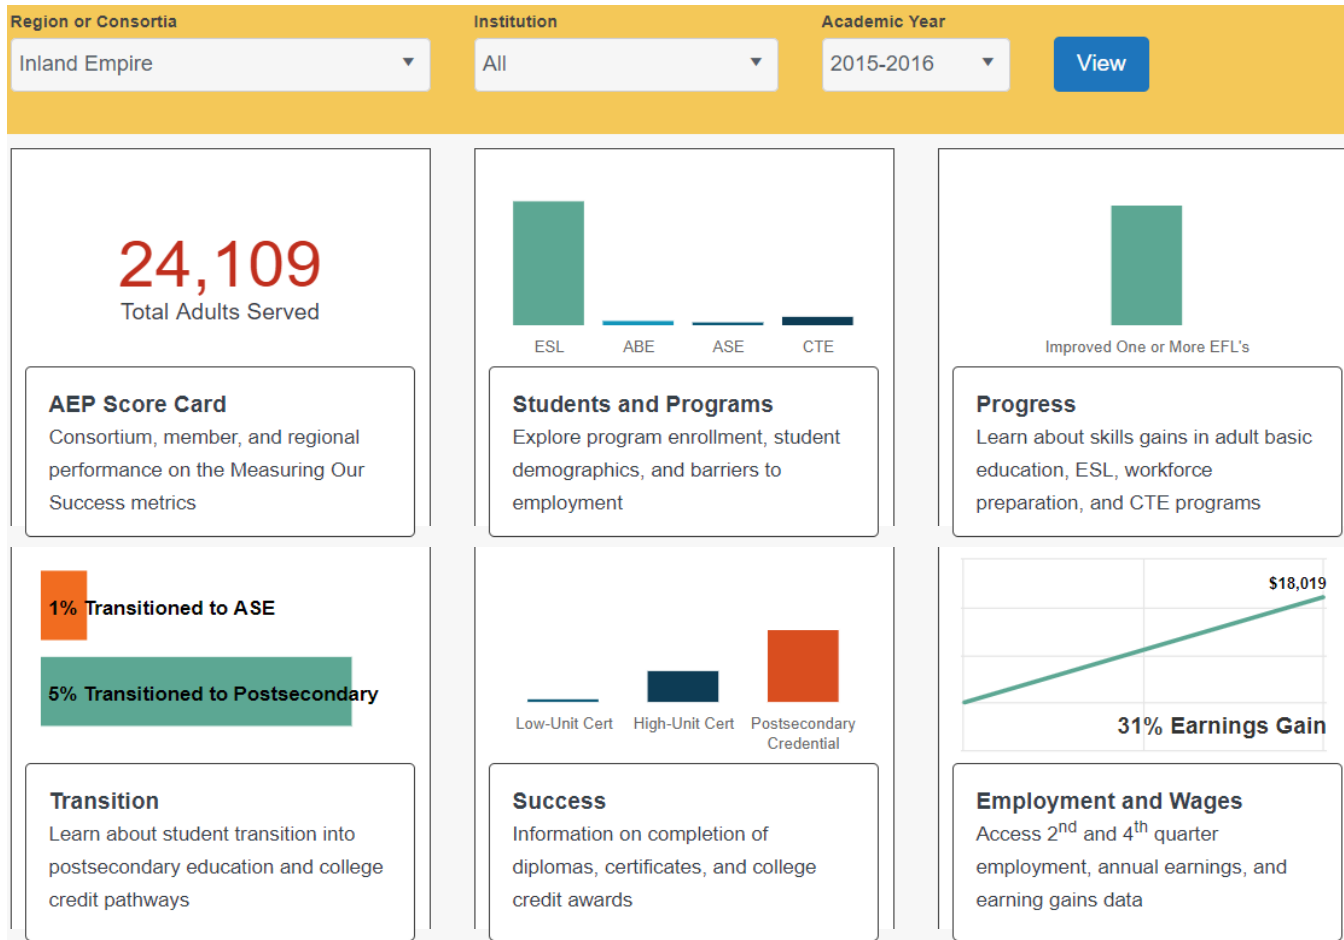 Region or Consortia
Institution
Academic Year
Inland Empire
All
2015-2016
View
24,109
Total Adults Served
AEP Score Card
Consortium, member, and regional
performance on the Measuring Our
Success metrics
ESL ABE ASE CTE
Students and Programs
Explore program enrollment, student
demographics, and barriers to
employment
Improved One or More EFL's
Progress
Learn about skills gains in adult basic
education, ESL, workforce
preparation, and CTE programs
1% Transitioned to ASE
5% Transitioned to Postsecondary
Transition
Learn about student transition into
postsecondary education and college
credit pathways
Low-Unit Cert High-Unit Cert Postsecondary
Credential
Success
Information on completion of
diplomas, certificates, and college
credit awards
$18,019
31% Earnings Gain
Employment and Wages
Access 2nd and 4th quarter
employment, annual earnings, and
earning gains data